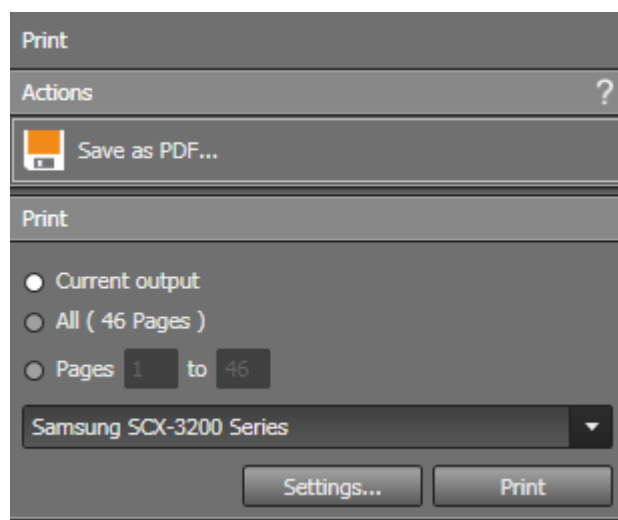 Print
Actions ?
Save as PDF...
Print
Current output
All ( 46 Pages )
Pages 1 to 46
Samsung SCX-3200 Series
Settings... Print